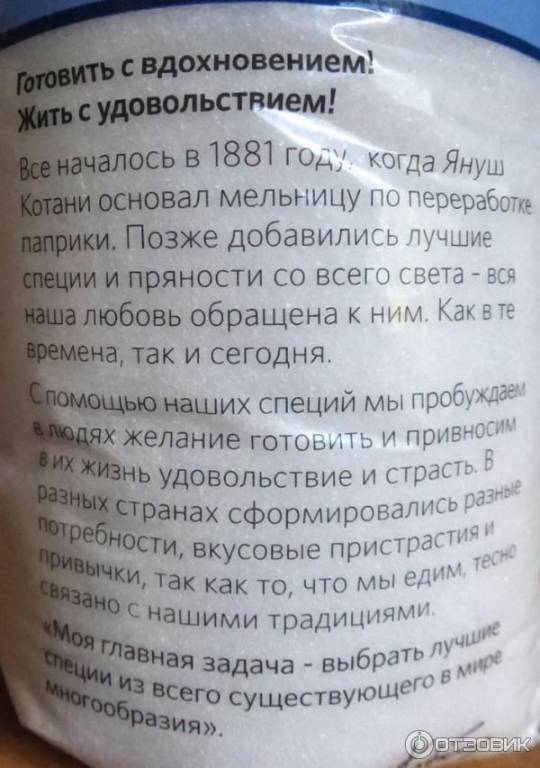 Готовить с вдохновением!
Жить с удовольствием!
Все началось в 1881 году, когда Януш
Котани основал мельницу по переработке
паприки. Позже добавились лучшие
специи и пряности со всего света - вся
наша любовь обращена к ним. Как в те
времена, так и сегодня.
С помощью наших специй мы пробуждаем
в людях желание готовить и привносим
в их жизнь удовольствие и страсть. В
разных странах сформировались разные
потребности, вкусовые пристрастия и
привычки, так как то, что мы едим, тесно
связано с нашими традициями.
«Моя главная задача - выбрать лучшие
специи из всего существующего в мире
многообразия».
ОТЗОВИК